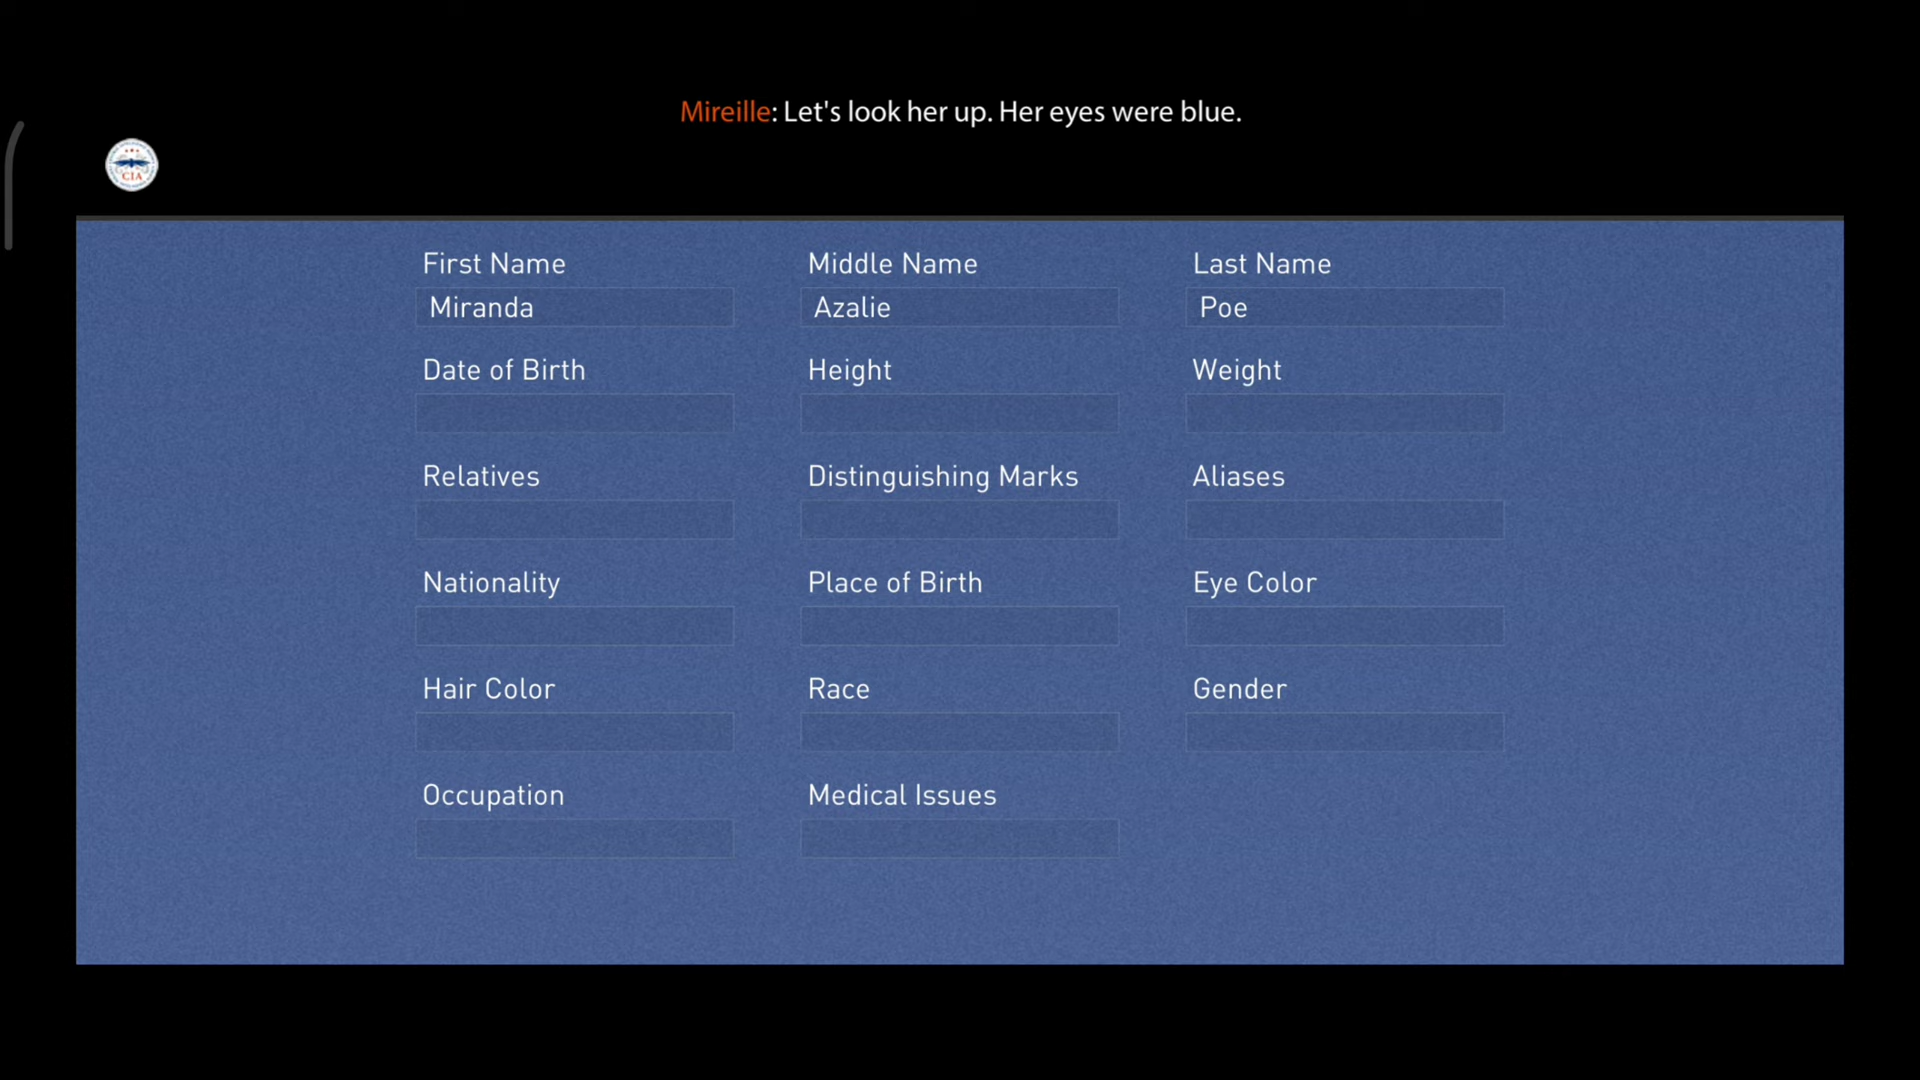 Mireille: Let's look her up. Her eyes were blue.
CIA
First Name Middle Name Last Name
Miranda Azalie Poe
Date of Birth Height Weight
Relatives Distinguishing Marks Aliases
Nationality Place of Birth Eye Color
Hair Color Race Gender
Occupation Medical Issues